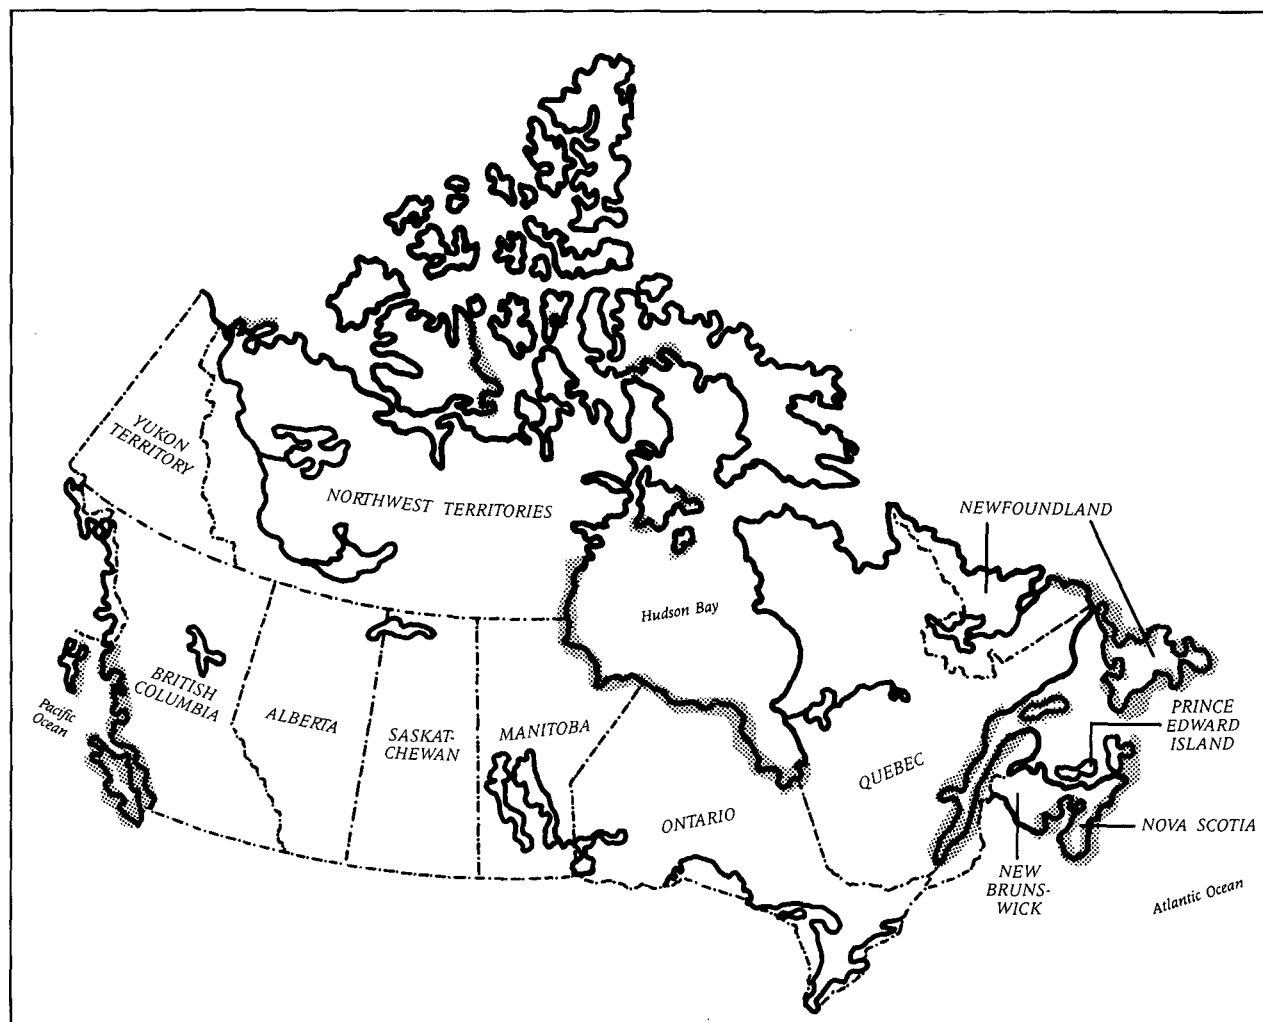 YUKON
TERRITORY
NORTHWEST TERRITORIES
NEWFOUNDLAND
Hudson Bay
BRITISH
COLUMBIA
Pacific
Ocean
ALBERTA
SASKAT-
CHEWAN
MANITOBA
ONTARIO
QUEBEC
PRINCE
EDWARD
ISLAND
NOVA SCOTIA
NEW
BRUNS-
WICK
Atlantic Ocean